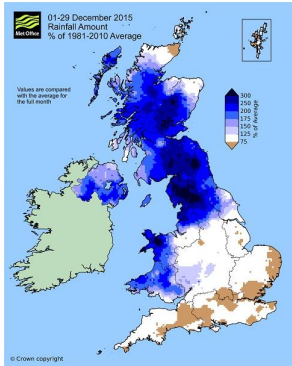 Met Office
01-29 December 2015
Rainfall Amount
% of 1981-2010 Average
Values are compared
with the average for
the full month
300
250
200
175
150
125
110
75
% of Average
© Crown copyright